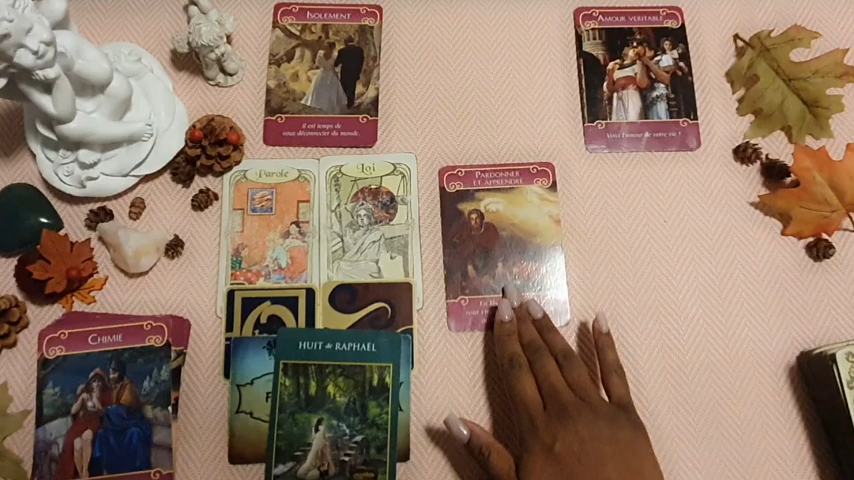 ISOLEMENT
Il est temps de
vous déconnecter du monde.
AMOUR VÉRITABLE
Voici l'amour de votre vie !
Parole
Loi
PARDONNER
ET APPRENDRE
CHIMIE
HUIT de RAPHAËL